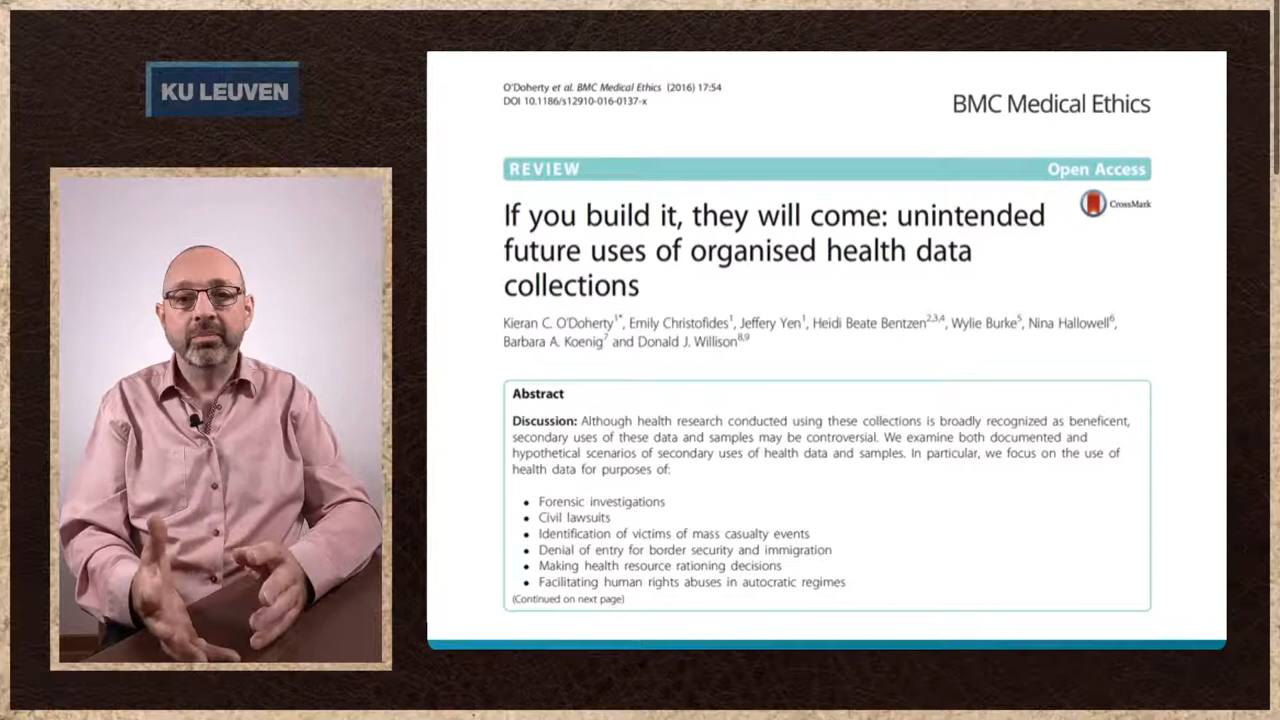 KU LEUVEN
O'Doherty et al. BMC Medical Ethics (2016) 17:54
DOI 10.1186/s12910-016-0137-x
BMC Medical Ethics
REVIEW
Open Access
CrossMark
If you build it, they will come: unintended
future uses of organised health data
collections
Kieran C. O'Doherty1*, Emily Christofides1, Jeffery Yen1, Heidi Beate Bentzen2,3,4, Wylie Burke5, Nina Hallowell6,
Barbara A. Koenig7 and Donald J. Willison8,9
Abstract
Discussion: Although health research conducted using these collections is broadly recognized as beneficent,
secondary uses of these data and samples may be controversial. We examine both documented and
hypothetical scenarios of secondary uses of health data and samples. In particular, we focus on the use of
health data for purposes of:
• Forensic investigations
• Civil lawsuits
• Identification of victims of mass casualty events
• Denial of entry for border security and immigration
• Making health resource rationing decisions
• Facilitating human rights abuses in autocratic regimes
(Continued on next page)